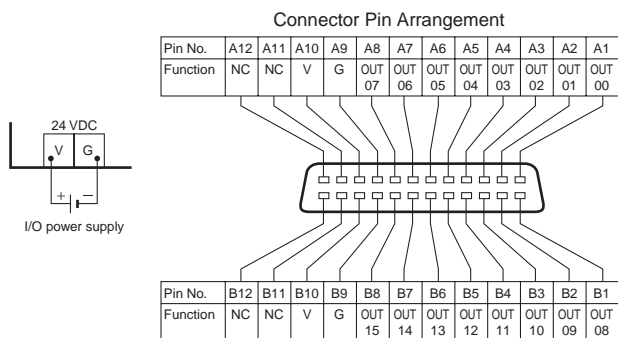 Connector Pin Arrangement
Pin No. A12 A11 A10 A9 A8 A7 A6 A5 A4 A3 A2 A1
Function NC NC V G OUT 07 OUT 06 OUT 05 OUT 04 OUT 03 OUT 02 OUT 01 OUT 00
24 VDC
V G
+ −
I/O power supply
Pin No. B12 B11 B10 B9 B8 B7 B6 B5 B4 B3 B2 B1
Function NC NC V G OUT 15 OUT 14 OUT 13 OUT 12 OUT 11 OUT 10 OUT 09 OUT 08